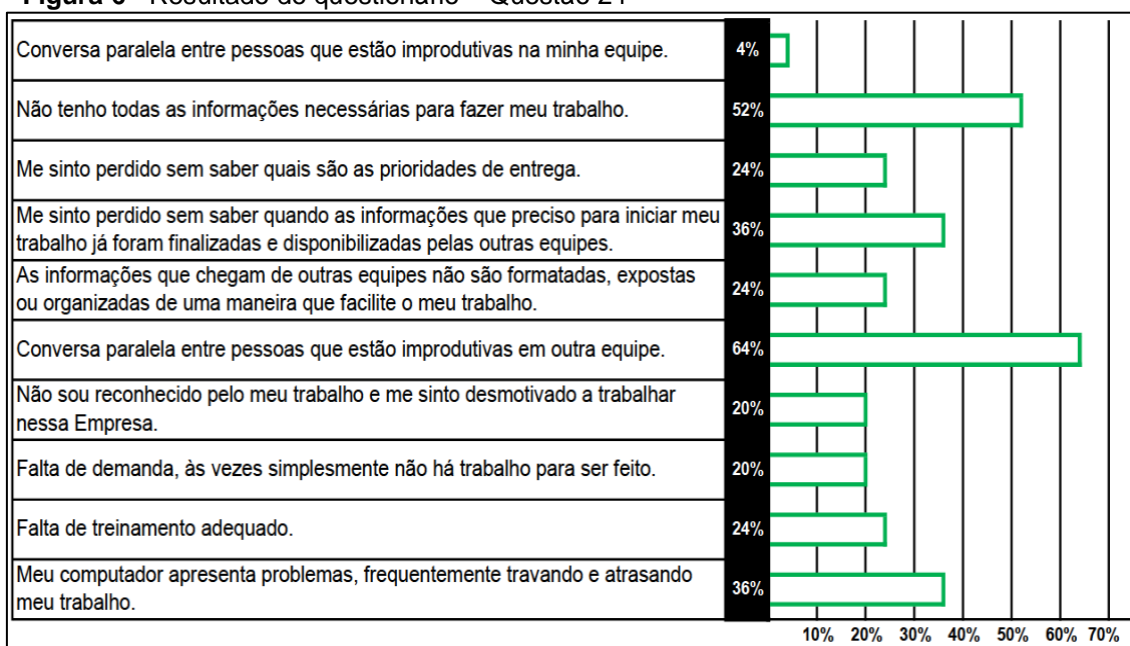 Figura 6 - Resultado do questionário – Questão 24
Conversa paralela entre pessoas que estão improdutivas na minha equipe.
4%
Não tenho todas as informações necessárias para fazer meu trabalho.
52%
Me sinto perdido sem saber quais são as prioridades de entrega.
24%
Me sinto perdido sem saber quando as informações que preciso para iniciar meu
trabalho já foram finalizadas e disponibilizadas pelas outras equipes.
36%
As informações que chegam de outras equipes não são formatadas, expostas
ou organizadas de uma maneira que facilite o meu trabalho.
24%
Conversa paralela entre pessoas que estão improdutivas em outra equipe.
64%
Não sou reconhecido pelo meu trabalho e me sinto desmotivado a trabalhar
nessa Empresa.
20%
Falta de demanda, às vezes simplesmente não há trabalho para ser feito.
20%
Falta de treinamento adequado.
24%
Meu computador apresenta problemas, frequentemente travando e atrasando
meu trabalho.
36%
10% 20% 30% 40% 50% 60% 70%